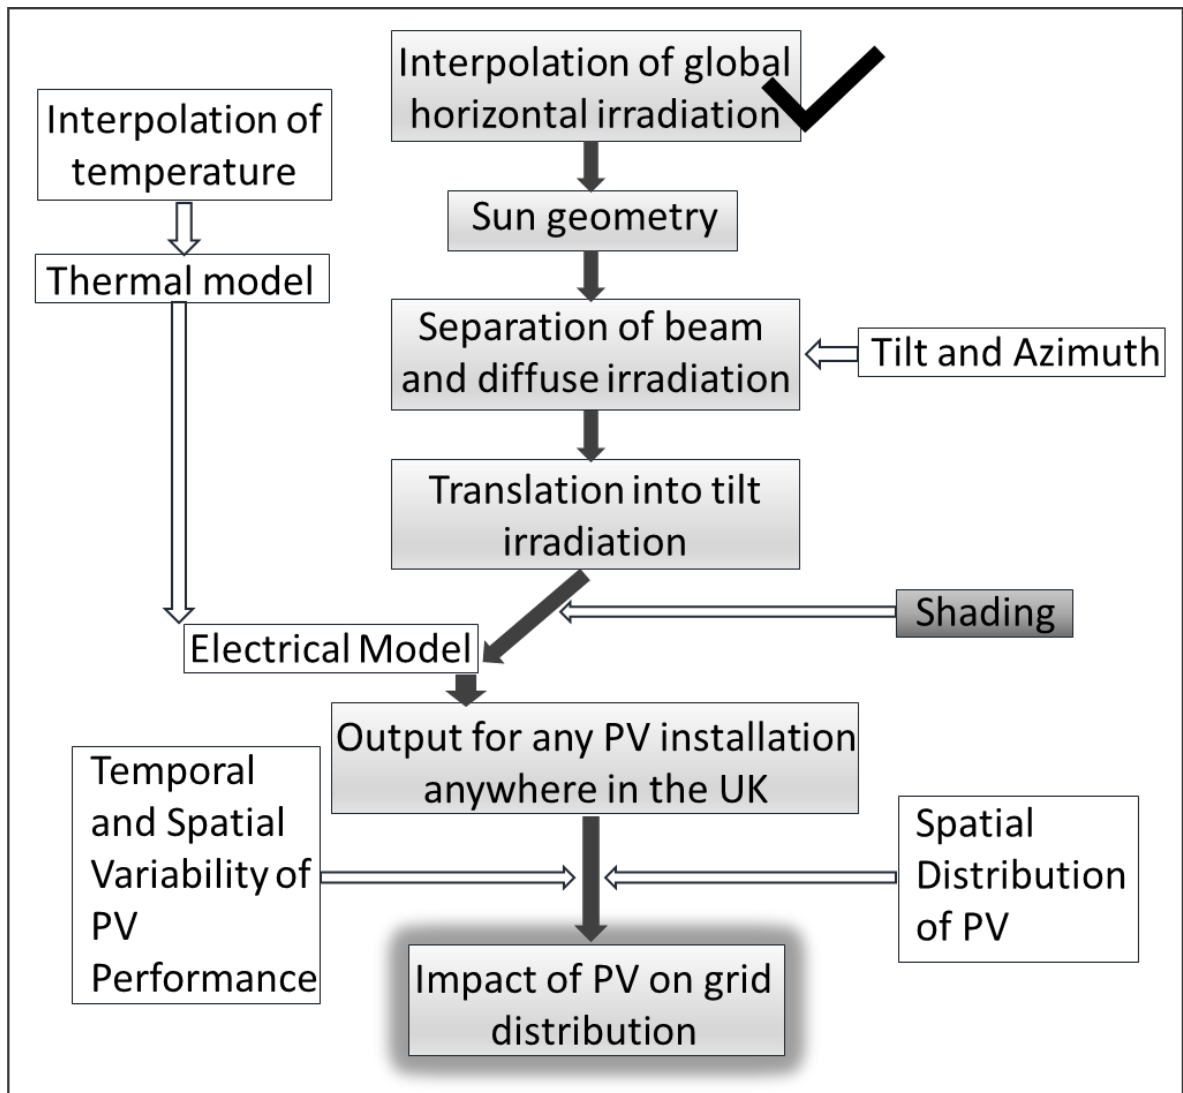 Interpolation of global
horizontal irradiation
Interpolation of
temperature
Sun geometry
Thermal model
Separation of beam
and diffuse irradiation
Tilt and Azimuth
Translation into tilt
irradiation
Shading
Electrical Model
Output for any PV installation
anywhere in the UK
Temporal
and Spatial
Variability of
PV
Performance
Spatial
Distribution
of PV
Impact of PV on grid
distribution